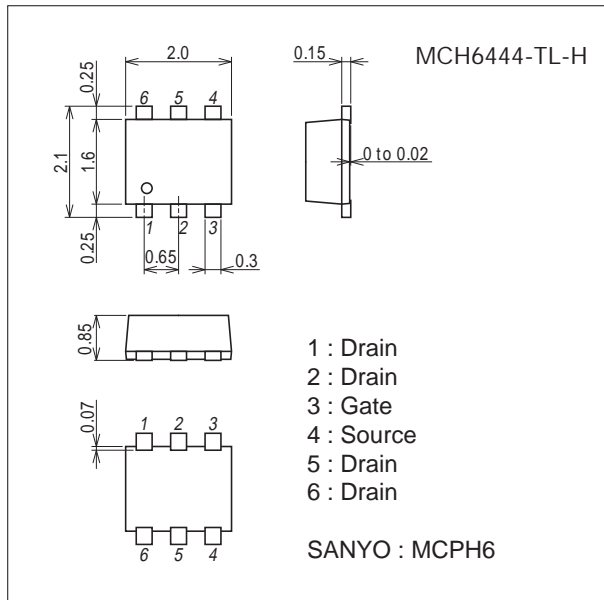 MCH6444-TL-H
2.0
0.15
0.25
6 5 4
2.1
1.6
0 to 0.02
1 2 3
0.25
0.65
0.3
0.85
1 : Drain
2 : Drain
3 : Gate
4 : Source
5 : Drain
6 : Drain
0.07
1 2 3
6 5 4
SANYO : MCPH6